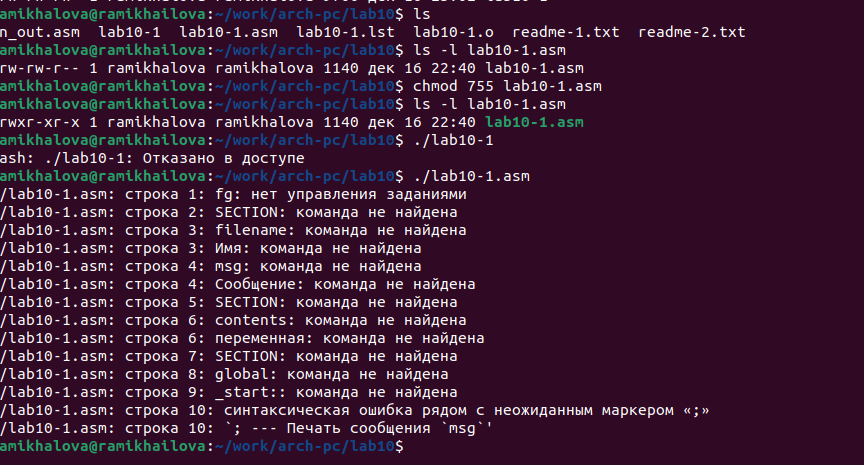 amikhalova@ramikhailova:~/work/arch-pc/lab10$ ls
n_out.asm  lab10-1  lab10-1.asm  lab10-1.lst  lab10-1.o  readme-1.txt  readme-2.txt
amikhalova@ramikhailova:~/work/arch-pc/lab10$ ls -l lab10-1.asm
rw-rw-r-- 1 ramikhalova ramikhalova 1140 дек 16 22:40 lab10-1.asm
amikhalova@ramikhailova:~/work/arch-pc/lab10$ chmod 755 lab10-1.asm
amikhalova@ramikhailova:~/work/arch-pc/lab10$ ls -l lab10-1.asm
rwxr-xr-x 1 ramikhalova ramikhalova 1140 дек 16 22:40 lab10-1.asm
amikhalova@ramikhailova:~/work/arch-pc/lab10$ ./lab10-1
ash: ./lab10-1: Отказано в доступе
amikhalova@ramikhailova:~/work/arch-pc/lab10$ ./lab10-1.asm
/lab10-1.asm: строка 1: fg: нет управления заданиями
/lab10-1.asm: строка 2: SECTION: команда не найдена
/lab10-1.asm: строка 3: filename: команда не найдена
/lab10-1.asm: строка 3: Имя: команда не найдена
/lab10-1.asm: строка 4: msg: команда не найдена
/lab10-1.asm: строка 4: Сообщение: команда не найдена
/lab10-1.asm: строка 5: SECTION: команда не найдена
/lab10-1.asm: строка 6: contents: команда не найдена
/lab10-1.asm: строка 6: переменная: команда не найдена
/lab10-1.asm: строка 7: SECTION: команда не найдена
/lab10-1.asm: строка 8: global: команда не найдена
/lab10-1.asm: строка 9: _start:: команда не найдена
/lab10-1.asm: строка 10: синтаксическая ошибка рядом с неожиданным маркером «;»
/lab10-1.asm: строка 10: `; --- Печать сообщения `msg`'
amikhalova@ramikhailova:~/work/arch-pc/lab10$